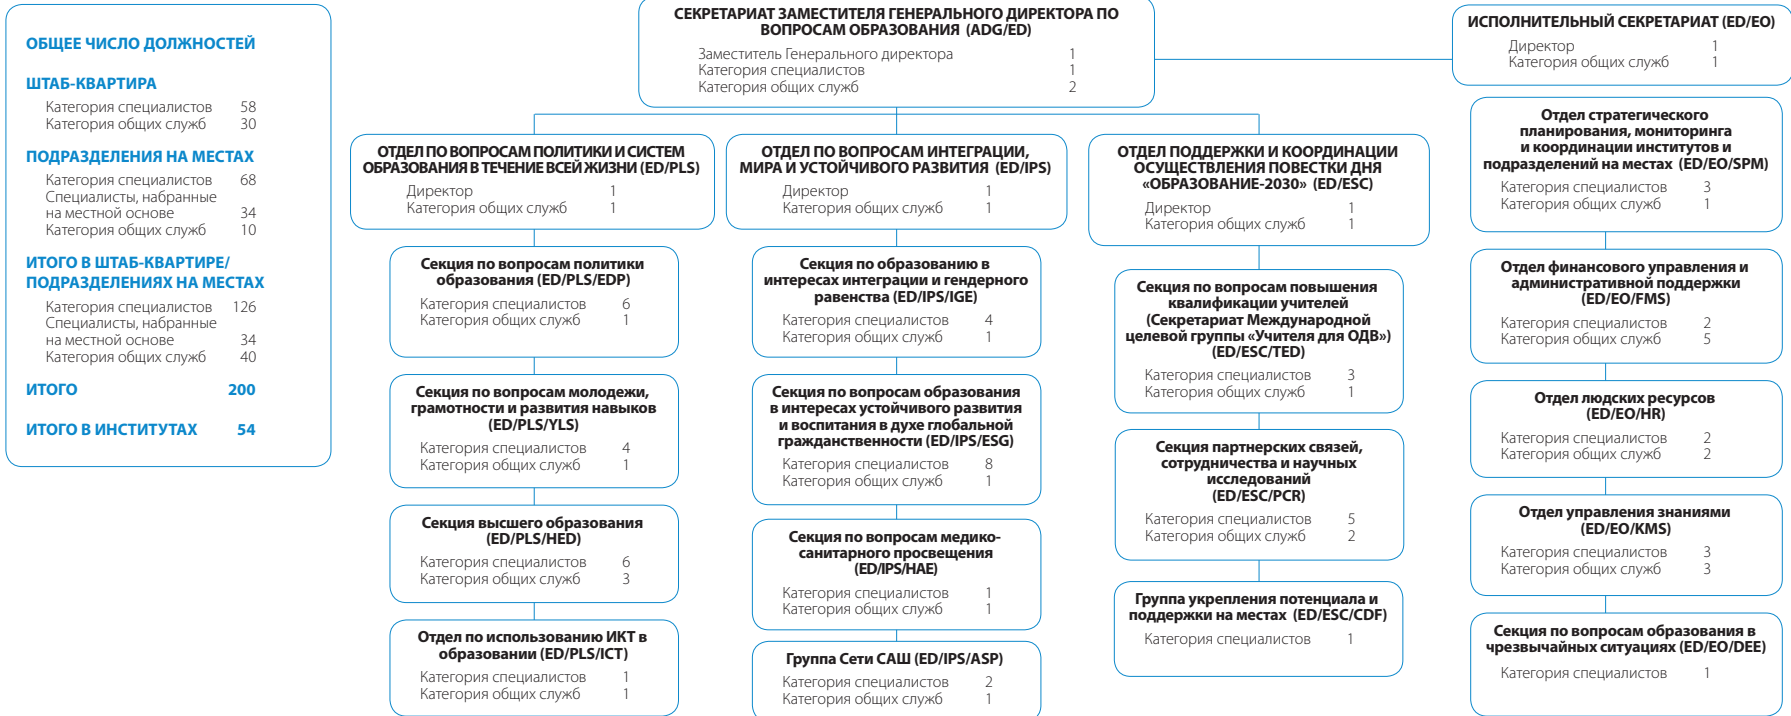 ОБЩЕЕ ЧИСЛО ДОЛЖНОСТЕЙ
ШТАБ-КВАРТИРА
Категория специалистов 58
Категория общих служб 30
ПОДРАЗДЕЛЕНИЯ НА МЕСТАХ
Категория специалистов 68
Специалисты, набранные
на местной основе 34
Категория общих служб 10
ИТОГО В ШТАБ-КВАРТИРЕ/
ПОДРАЗДЕЛЕНИЯХ НА МЕСТАХ
Категория специалистов 126
Специалисты, набранные
на местной основе 34
Категория общих служб 40
ИТОГО 200
ИТОГО В ИНСТИТУТАХ 54
СЕКРЕТАРИАТ ЗАМЕСТИТЕЛЯ ГЕНЕРАЛЬНОГО ДИРЕКТОРА ПО
ВОПРОСАМ ОБРАЗОВАНИЯ (ADG/ED)
Заместитель Генерального директора 1
Категория специалистов 1
Категория общих служб 2
ОТДЕЛ ПО ВОПРОСАМ ПОЛИТИКИ И СИСТЕМ
ОБРАЗОВАНИЯ В ТЕЧЕНИЕ ВСЕЙ ЖИЗНИ (ED/PLS)
Директор 1
Категория общих служб 1
Секция по вопросам политики
образования (ED/PLS/EDP)
Категория специалистов 6
Категория общих служб 1
Секция по вопросам молодежи,
грамотности и развития навыков
(ED/PLS/YLS)
Категория специалистов 4
Категория общих служб 1
Секция высшего образования
(ED/PLS/HED)
Категория специалистов 6
Категория общих служб 3
Отдел по использованию ИКТ в
образовании (ED/PLS/ICT)
Категория специалистов 1
Категория общих служб 1
ОТДЕЛ ПО ВОПРОСАМ ИНТЕГРАЦИИ,
МИРА И УСТОЙЧИВОГО РАЗВИТИЯ (ED/IPS)
Директор 1
Категория общих служб 1
Секция по образованию в
интересах интеграции и гендерного
равенства (ED/IPS/IGE)
Категория специалистов 4
Категория общих служб 1
Секция по вопросам образования
в интересах устойчивого развития
и воспитания в духе глобальной
гражданственности (ED/IPS/ESG)
Категория специалистов 8
Категория общих служб 1
Секция по вопросам медико-
санитарного просвещения
(ED/IPS/HAE)
Категория специалистов 1
Категория общих служб 1
Группа Сети САШ (ED/IPS/ASP)
Категория специалистов 2
Категория общих служб 1
ОТДЕЛ ПОДДЕРЖКИ И КООРДИНАЦИИ
ОСУЩЕСТВЛЕНИЯ ПОВЕСТКИ ДНЯ
«ОБРАЗОВАНИЕ-2030» (ED/ESC)
Директор 1
Категория общих служб 1
Секция по вопросам повышения
квалификации учителей
(Секретариат Международной
целевой группы «Учителя для ОДВ»)
(ED/ESC/TED)
Категория специалистов 3
Категория общих служб 1
Секция партнерских связей,
сотрудничества и научных
исследований
(ED/ESC/PCR)
Категория специалистов 5
Категория общих служб 2
Группа укрепления потенциала и
поддержки на местах (ED/ESC/CDF)
Категория специалистов 1
ИСПОЛНИТЕЛЬНЫЙ СЕКРЕТАРИАТ (ED/EO)
Директор 1
Категория общих служб 1
Отдел стратегического
планирования, мониторинга
и координации институтов и
подразделений на местах (ED/EO/SPM)
Категория специалистов 3
Категория общих служб 1
Отдел финансового управления и
административной поддержки
(ED/EO/FMS)
Категория специалистов 2
Категория общих служб 5
Отдел людских ресурсов
(ED/EO/HR)
Категория специалистов 2
Категория общих служб 2
Отдел управления знаниями
(ED/EO/KMS)
Категория специалистов 3
Категория общих служб 3
Секция по вопросам образования в
чрезвычайных ситуациях (ED/EO/DEE)
Категория специалистов 1